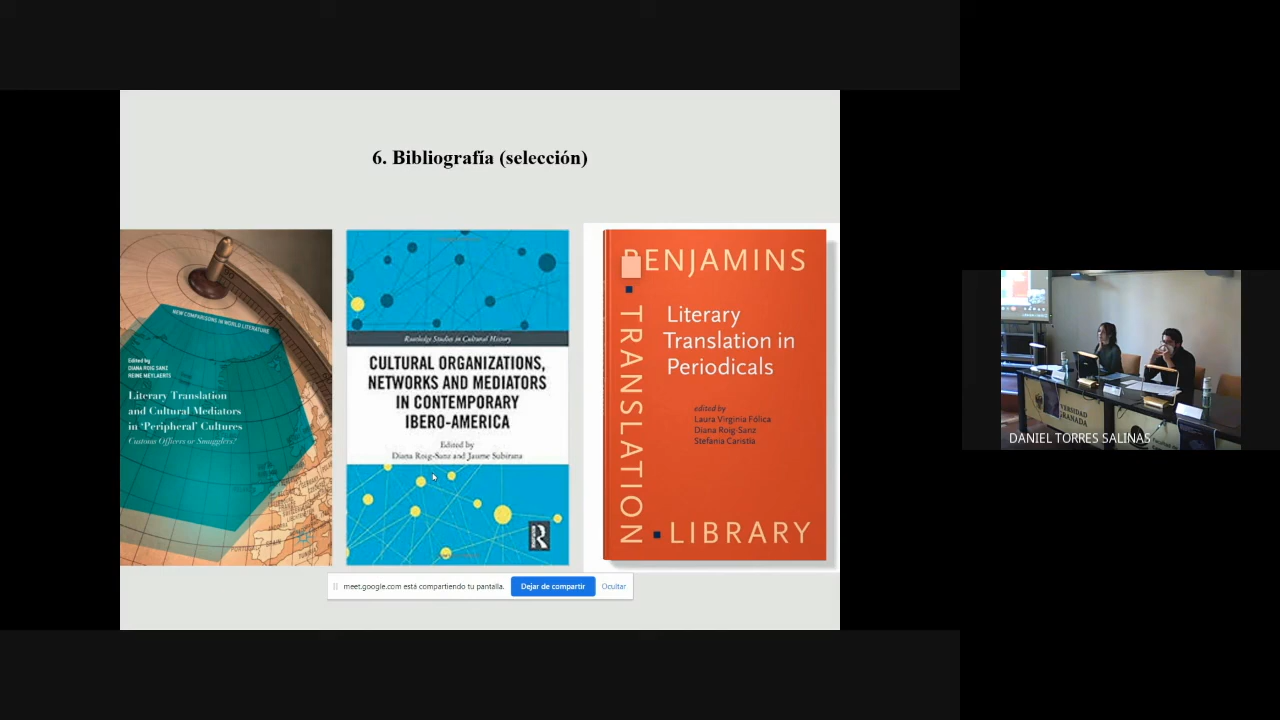 6. Bibliografía (selección)
NEW COMPARISONS IN WORLD LITERATURE
Edited by
DIANA ROIG SANZ
REINE MEYLAERTS
Literary Translation
and Cultural Mediators
in 'Peripheral' Cultures
Customs Officers or Smugglers?
PORTUGAL
SPAIN
Routledge Studies in Cultural History
CULTURAL ORGANIZATIONS,
NETWORKS AND MEDIATORS
IN CONTEMPORARY
IBERO-AMERICA
Edited by
Diana Roig-Sanz and Jaume Subirana
R
BENJAMINS
TRANSLATION
LIBRARY
Literary
Translation in
Periodicals
edited by
Laura Virginia Fólica
Diana Roig-Sanz
Stefania Caristia
meet.google.com está compartiendo tu pantalla.
Dejar de compartir
Ocultar
DANIEL TORRES SALINAS